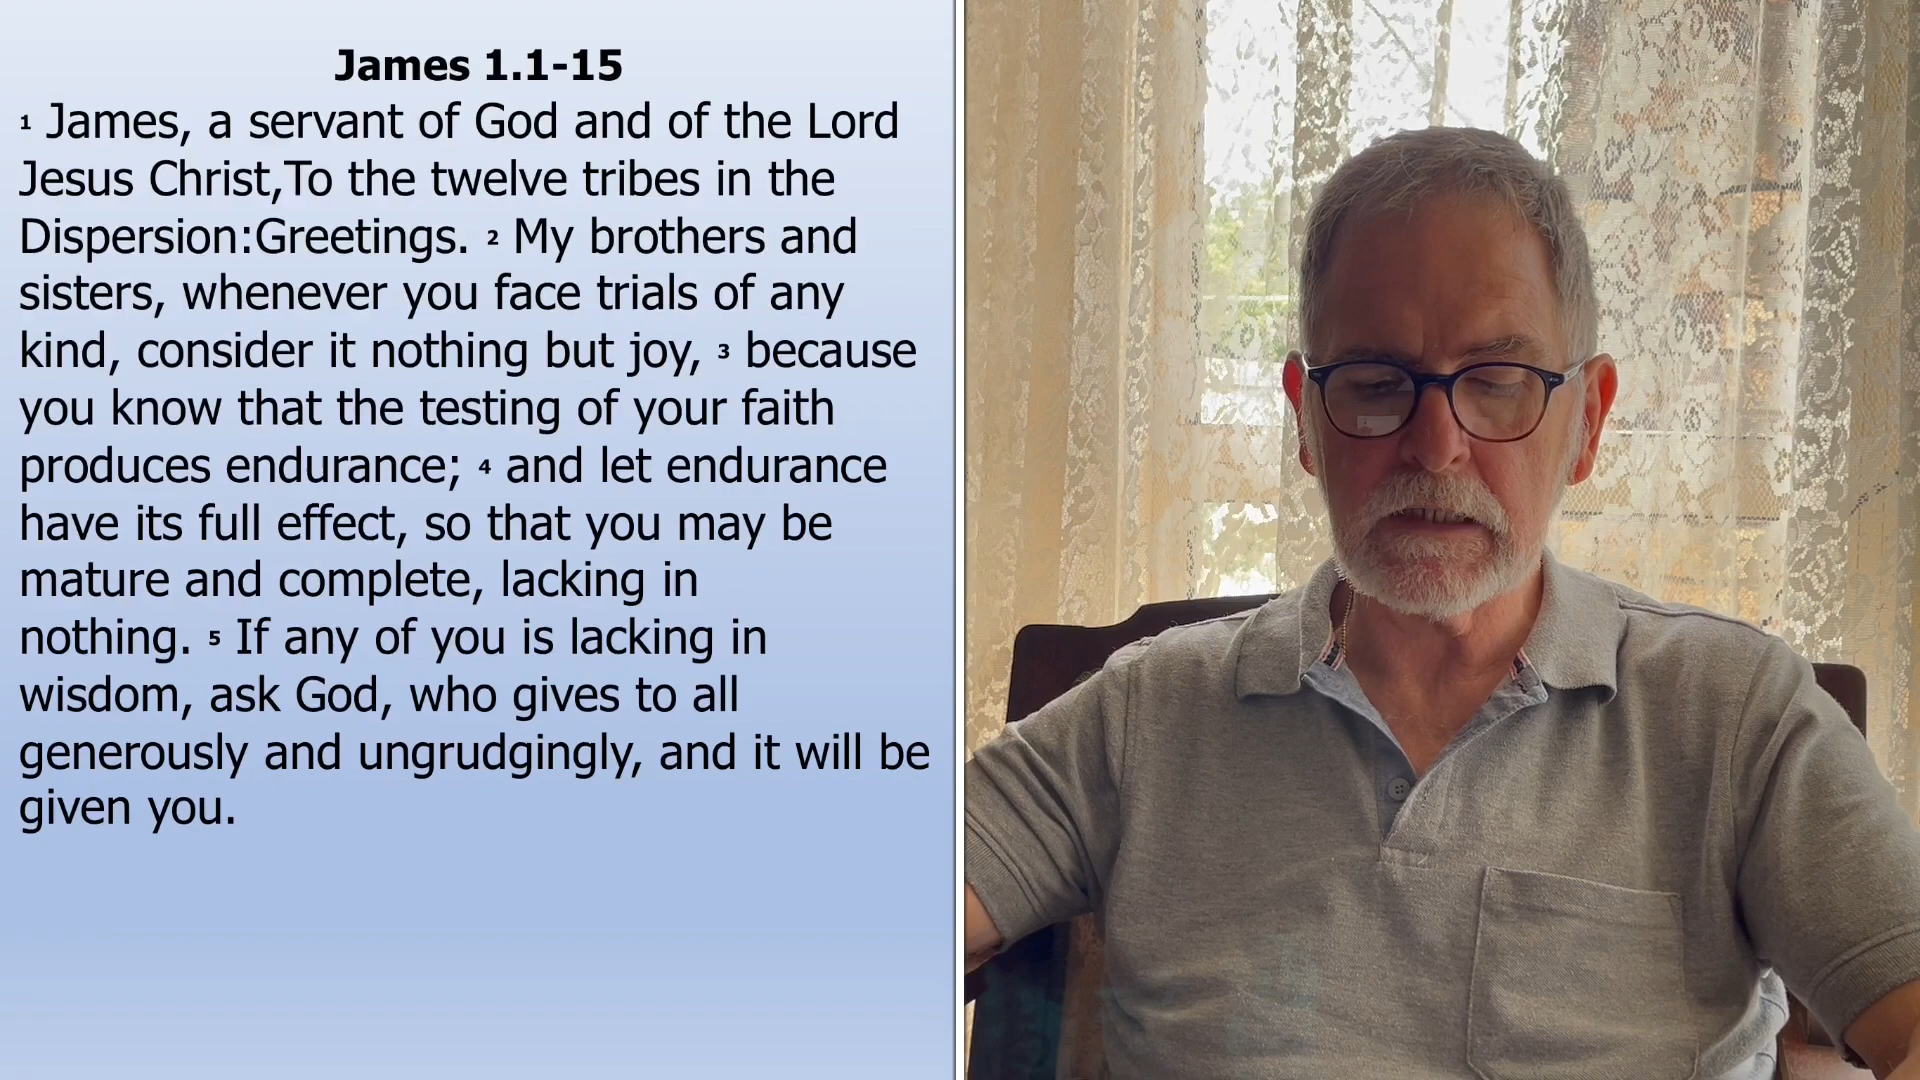 James 1.1-15
1 James, a servant of God and of the Lord
Jesus Christ,To the twelve tribes in the
Dispersion:Greetings. 2 My brothers and
sisters, whenever you face trials of any
kind, consider it nothing but joy, 3 because
you know that the testing of your faith
produces endurance; 4 and let endurance
have its full effect, so that you may be
mature and complete, lacking in
nothing. 5 If any of you is lacking in
wisdom, ask God, who gives to all
generously and ungrudgingly, and it will be
given you.